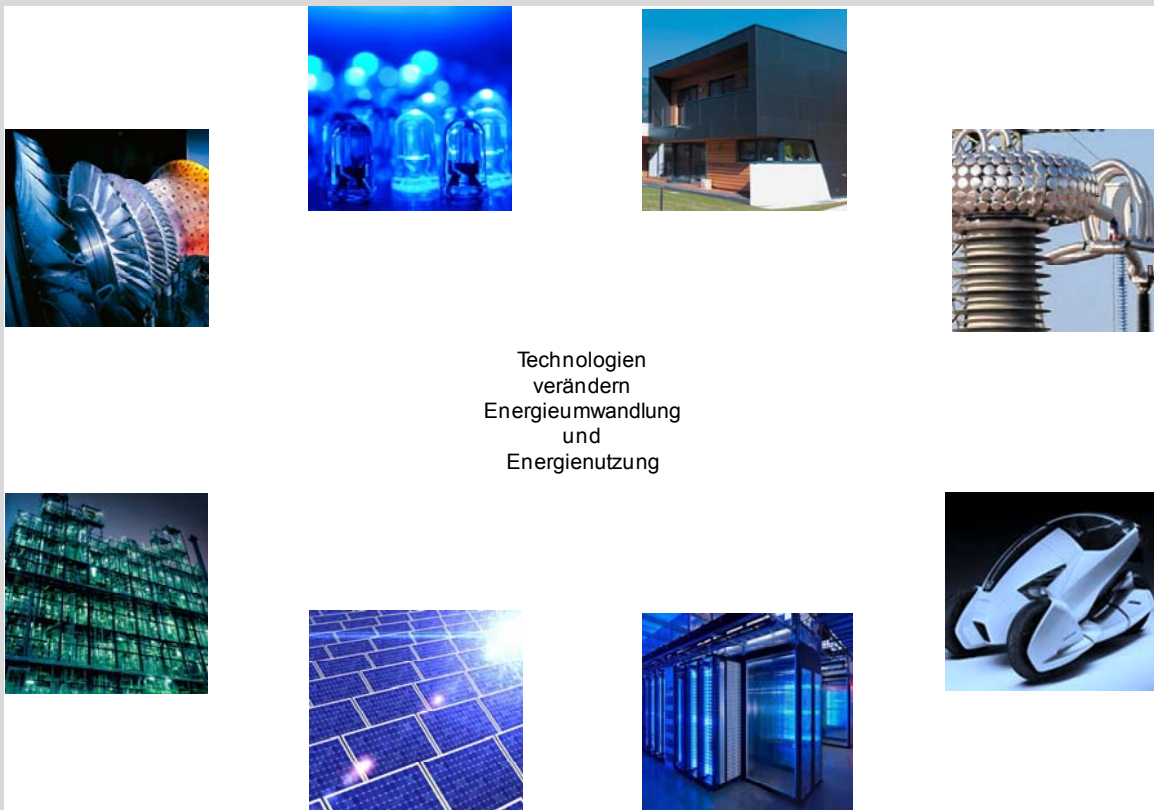 Technologien
verändern
Energieumwandlung
und
Energienutzung